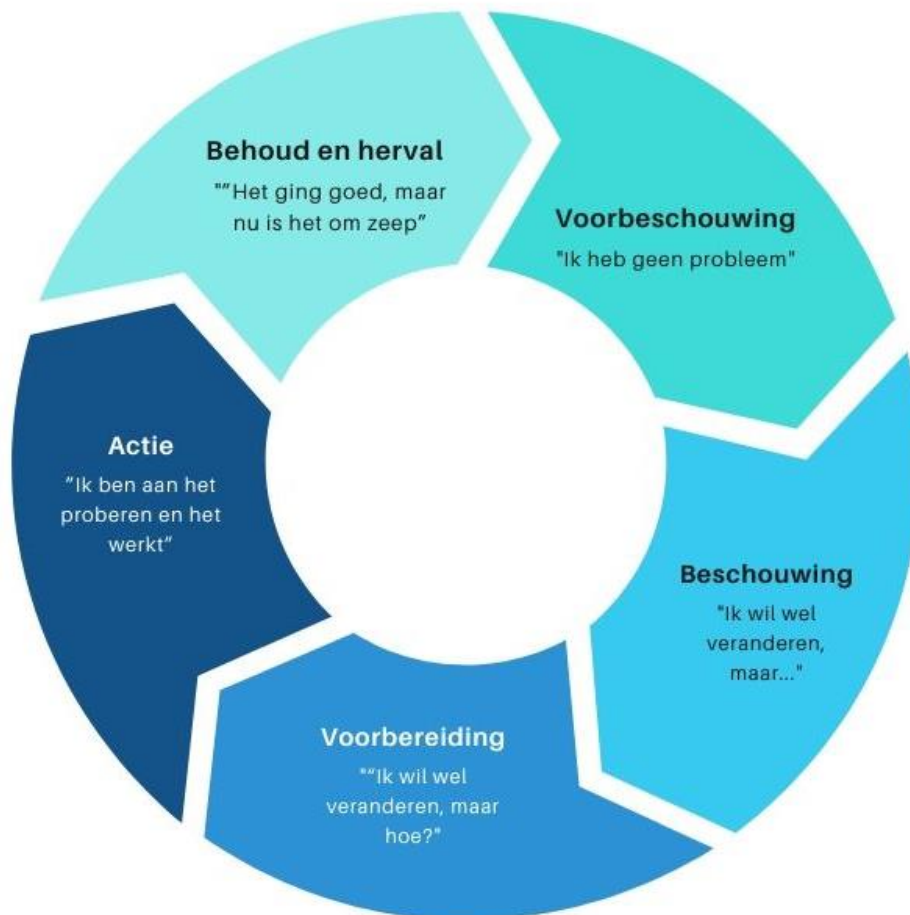 Behoud en herval
"“Het ging goed, maar
nu is het om zeep”
Voorbeschouwing
"Ik heb geen probleem"
Beschouwing
"Ik wil wel
veranderen,
maar..."
Voorbereiding
"“Ik wil wel
veranderen, maar
hoe?"
Actie
”Ik ben aan het
proberen en het
werkt”